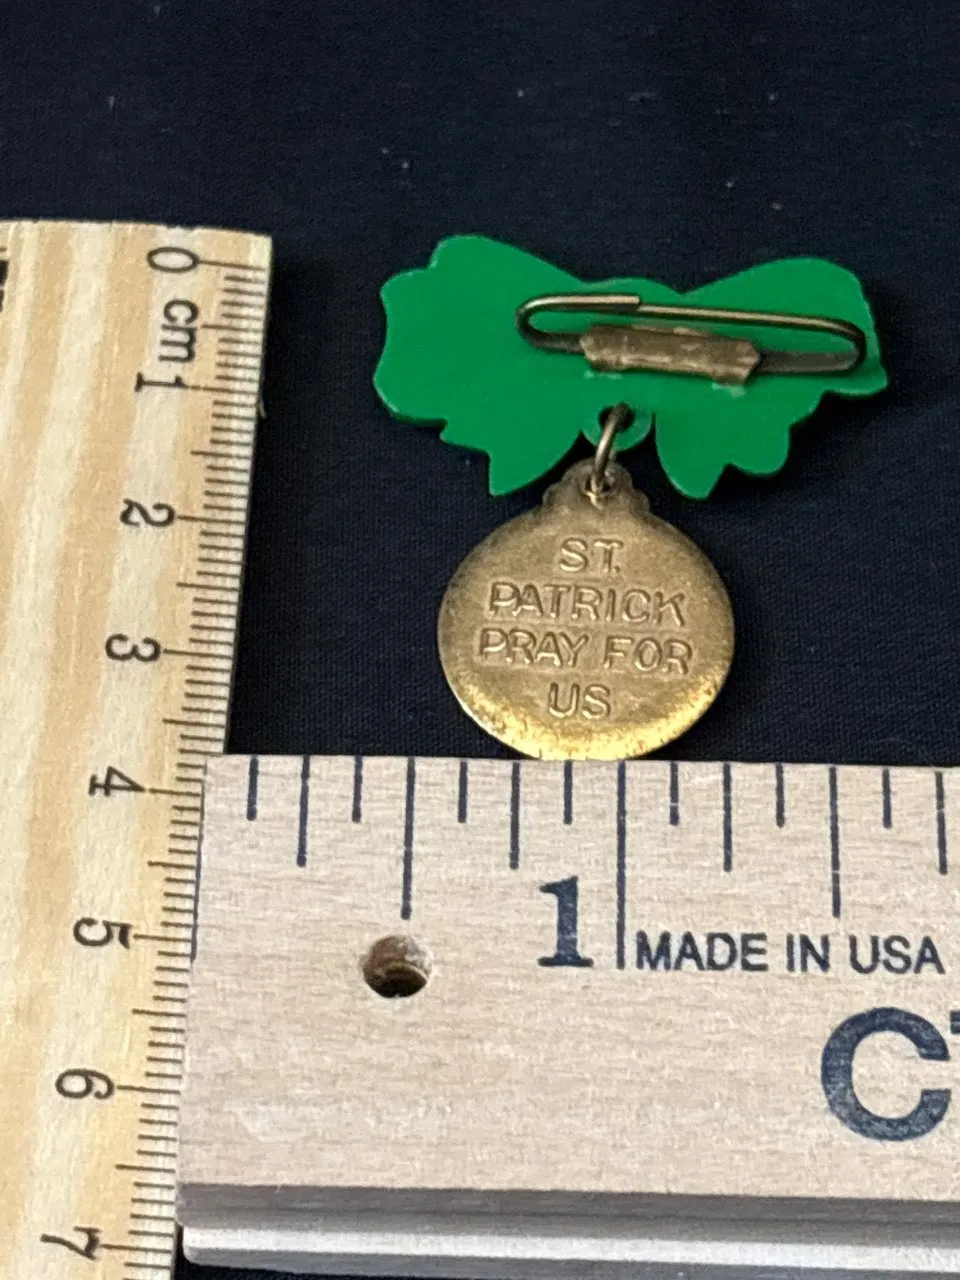 ST.
PATRICK
PRAY FOR
US
0 cm 1 2 3 4 5 6 7
1
MADE IN USA